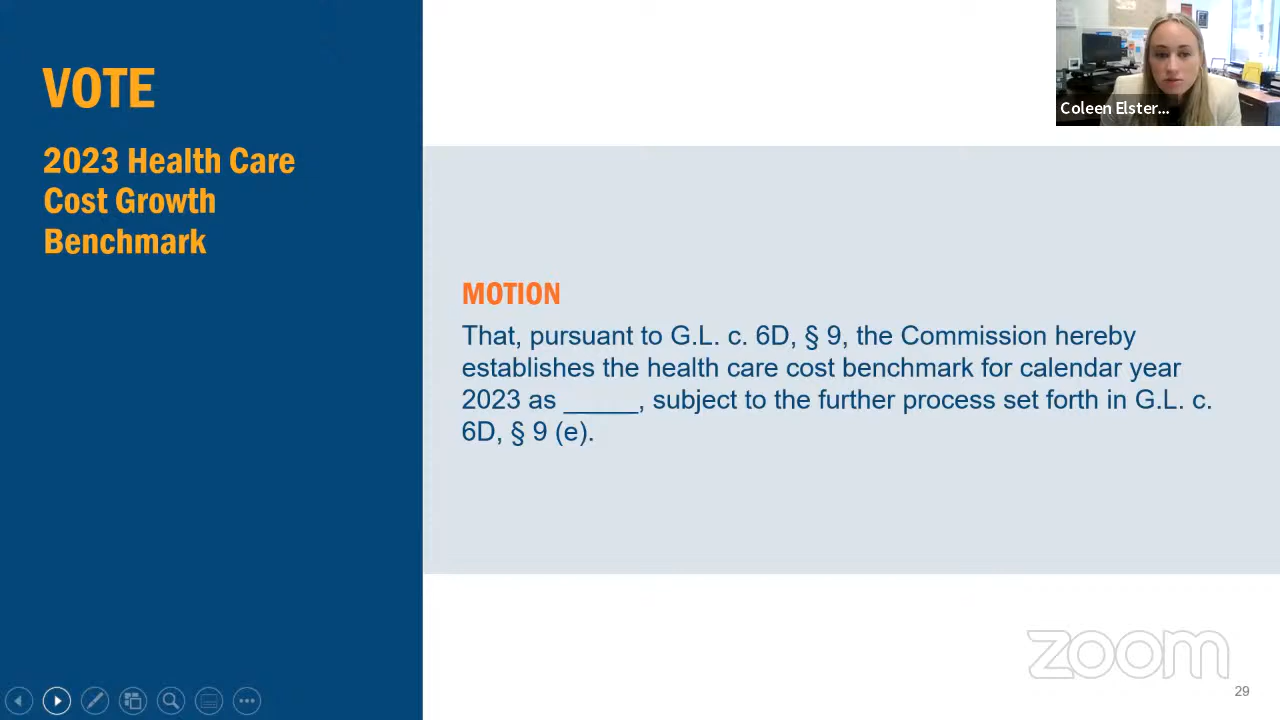 VOTE
2023 Health Care
Cost Growth
Benchmark
Coleen Elster...
MOTION
That, pursuant to G.L. c. 6D, § 9, the Commission hereby
establishes the health care cost benchmark for calendar year
2023 as _____, subject to the further process set forth in G.L. c.
6D, § 9 (e).
zoom
29